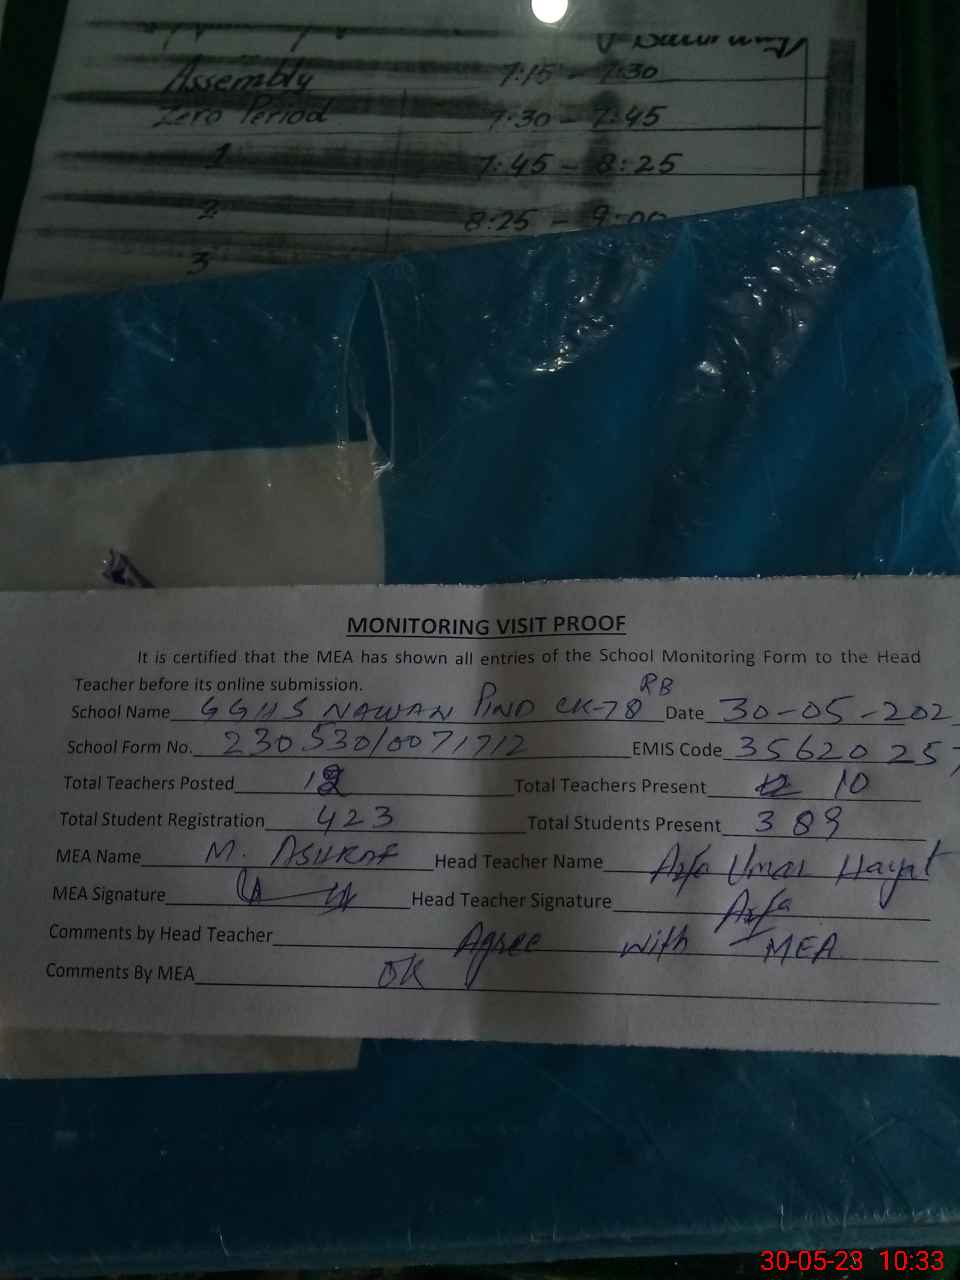 Assembly 7:15 - 7:30
Zero Period 7:30 - 7:45
1 7:45 - 8:25
2 8:25 - 9:00
3
MONITORING VISIT PROOF
It is certified that the MEA has shown all entries of the School Monitoring Form to the Head
Teacher before its online submission.
School Name GGHS NAWAN PIND CK-78 RB Date 30-05-202
School Form No. 230530/0071712 EMIS Code 3562025
Total Teachers Posted 12 Total Teachers Present 10
Total Student Registration 423 Total Students Present 389
MEA Name M. ASHRAF Head Teacher Name Arfa Umar Hayat
MEA Signature Head Teacher Signature Arfa
Comments by Head Teacher Agree with MEA
Comments By MEA OK
30-05-23 10:33